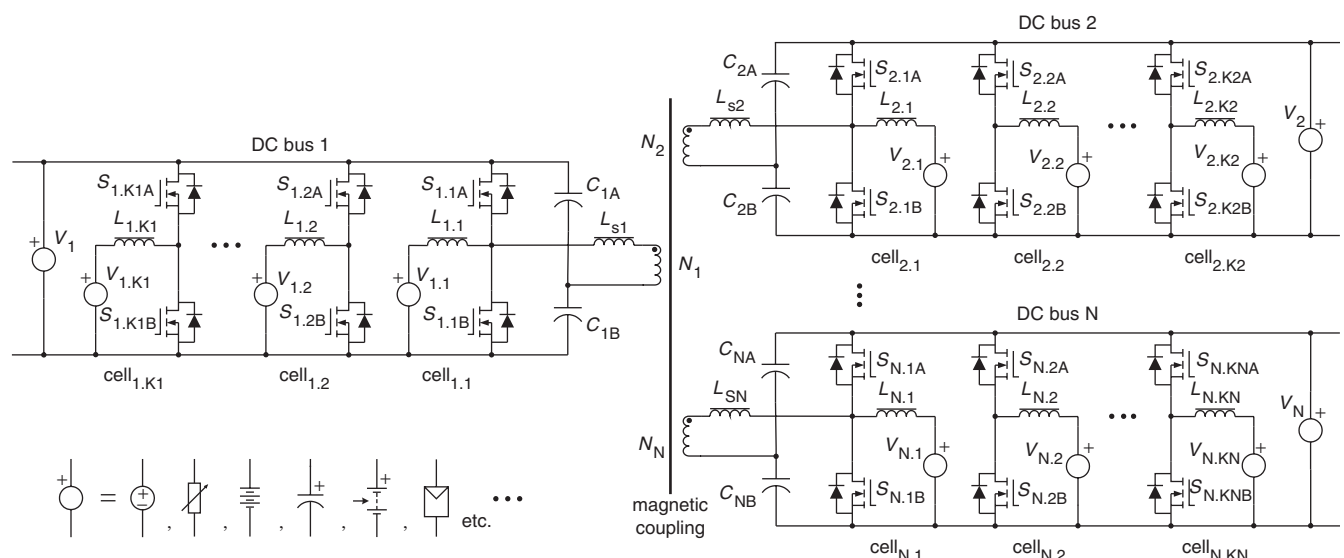 DC bus 1
S1.K1A
S1.2A
S1.1A
C1A
L1.K1
L1.2
L1.1
Ls1
+
V1
+
V1.K1
+
V1.2
+
V1.1
N1
S1.K1B
S1.2B
S1.1B
C1B
cell1.K1
cell1.2
cell1.1
DC bus 2
C2A
S2.1A
S2.2A
S2.K2A
Ls2
L2.1
L2.2
L2.K2
V2
+
N2
V2.1
+
V2.2
+
V2.K2
+
C2B
S2.1B
S2.2B
S2.K2B
cell2.1
cell2.2
cell2.K2
DC bus N
CNA
SN.1A
SN.2A
SN.KNA
LSN
LN.1
LN.2
LN.KN
VN
+
NN
VN.1
+
VN.2
+
VN.KN
+
CNB
SN.1B
SN.2B
SN.KNB
cellN.1
cellN.2
cellN.KN
magnetic
coupling
+ = + − , , , + , + , etc.